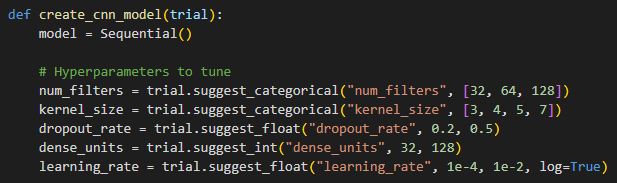 def create_cnn_model(trial):
    model = Sequential()

    # Hyperparameters to tune
    num_filters = trial.suggest_categorical("num_filters", [32, 64, 128])
    kernel_size = trial.suggest_categorical("kernel_size", [3, 4, 5, 7])
    dropout_rate = trial.suggest_float("dropout_rate", 0.2, 0.5)
    dense_units = trial.suggest_int("dense_units", 32, 128)
    learning_rate = trial.suggest_float("learning_rate", 1e-4, 1e-2, log=True)